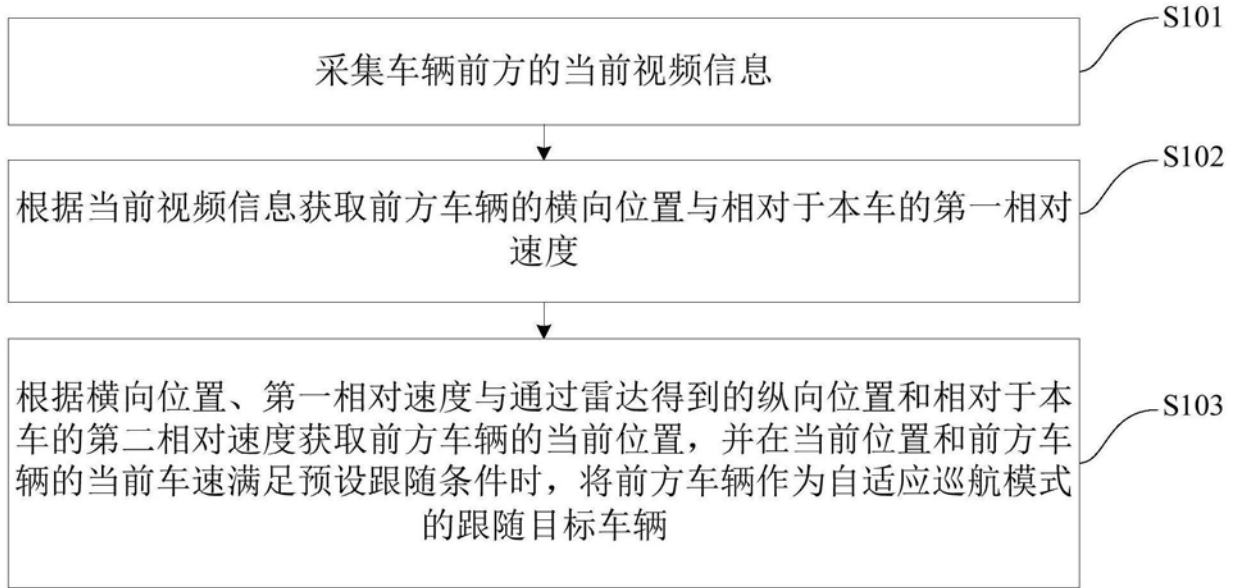 S101
采集车辆前方的当前视频信息
S102
根据当前视频信息获取前方车辆的横向位置与相对于本车的第一相对
速度
S103
根据横向位置、第一相对速度与通过雷达得到的纵向位置和相对于本
车的第二相对速度获取前方车辆的当前位置，并在当前位置和前方车
辆的当前车速满足预设跟随条件时，将前方车辆作为自适应巡航模式
的跟随目标车辆